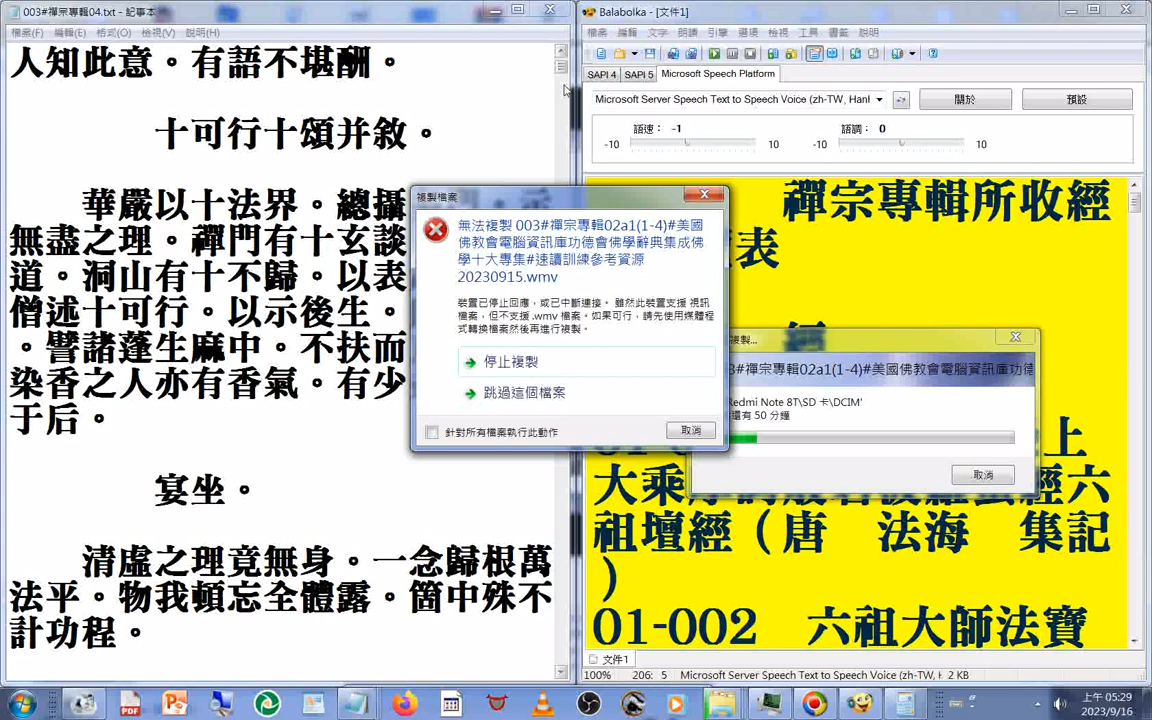 003#禪宗專輯04.txt - 記事本
檔案(F) 編輯(E) 格式(O) 檢視(V) 說明(H)
人知此意。有語不堪酬。
十可行十頌并敘。
華嚴以十法界。總攝
無盡之理。禪門有十玄談
道。洞山有十不歸。以表
僧述十可行。以示後生。
。譬諸蓬生麻中。不扶而
染香之人亦有香氣。有少
于后。
宴坐。
清虛之理竟無身。一念歸根萬
法平。物我頓忘全體露。箇中殊不
計功程。
Balabolka - [文件1]
檔案 編輯 文字 朗讀 引擎 選項 檢視 工具 書籤 說明
SAPI 4 SAPI 5 Microsoft Speech Platform
Microsoft Server Speech Text to Speech Voice (zh-TW, Hanl
關於 預設
語速: -1 語調: 0
-10 10 -10 10
禪宗專輯所收經
表
經
上
大乘
經六
祖壇經（唐 法海 集記
）
01-002 六祖大師法寶
文件1
100% 206: 5 Microsoft Server Speech Text to Speech Voice (zh-TW, H 2 KB
複製檔案
無法複製 003#禪宗專輯02a1(1-4)#美國
佛教會電腦資訊庫功德會佛學辭典集成佛
學十大專集#速讀訓練參考資源
20230915.wmv
裝置已停止回應，或已中斷連接。 雖然此裝置支援 視訊
檔案，但不支援 .wmv 檔案。如果可行，請先使用媒體程
式轉換檔案然後再進行複製。
停止複製
跳過這個檔案
針對所有檔案執行此動作
取消
複製...
3#禪宗專輯02a1(1-4)#美國佛教會電腦資訊庫功德
Redmi Note 8T\SD 卡\DCIM'
還有 50 分鐘
取消
上午 05:29
2023/9/16